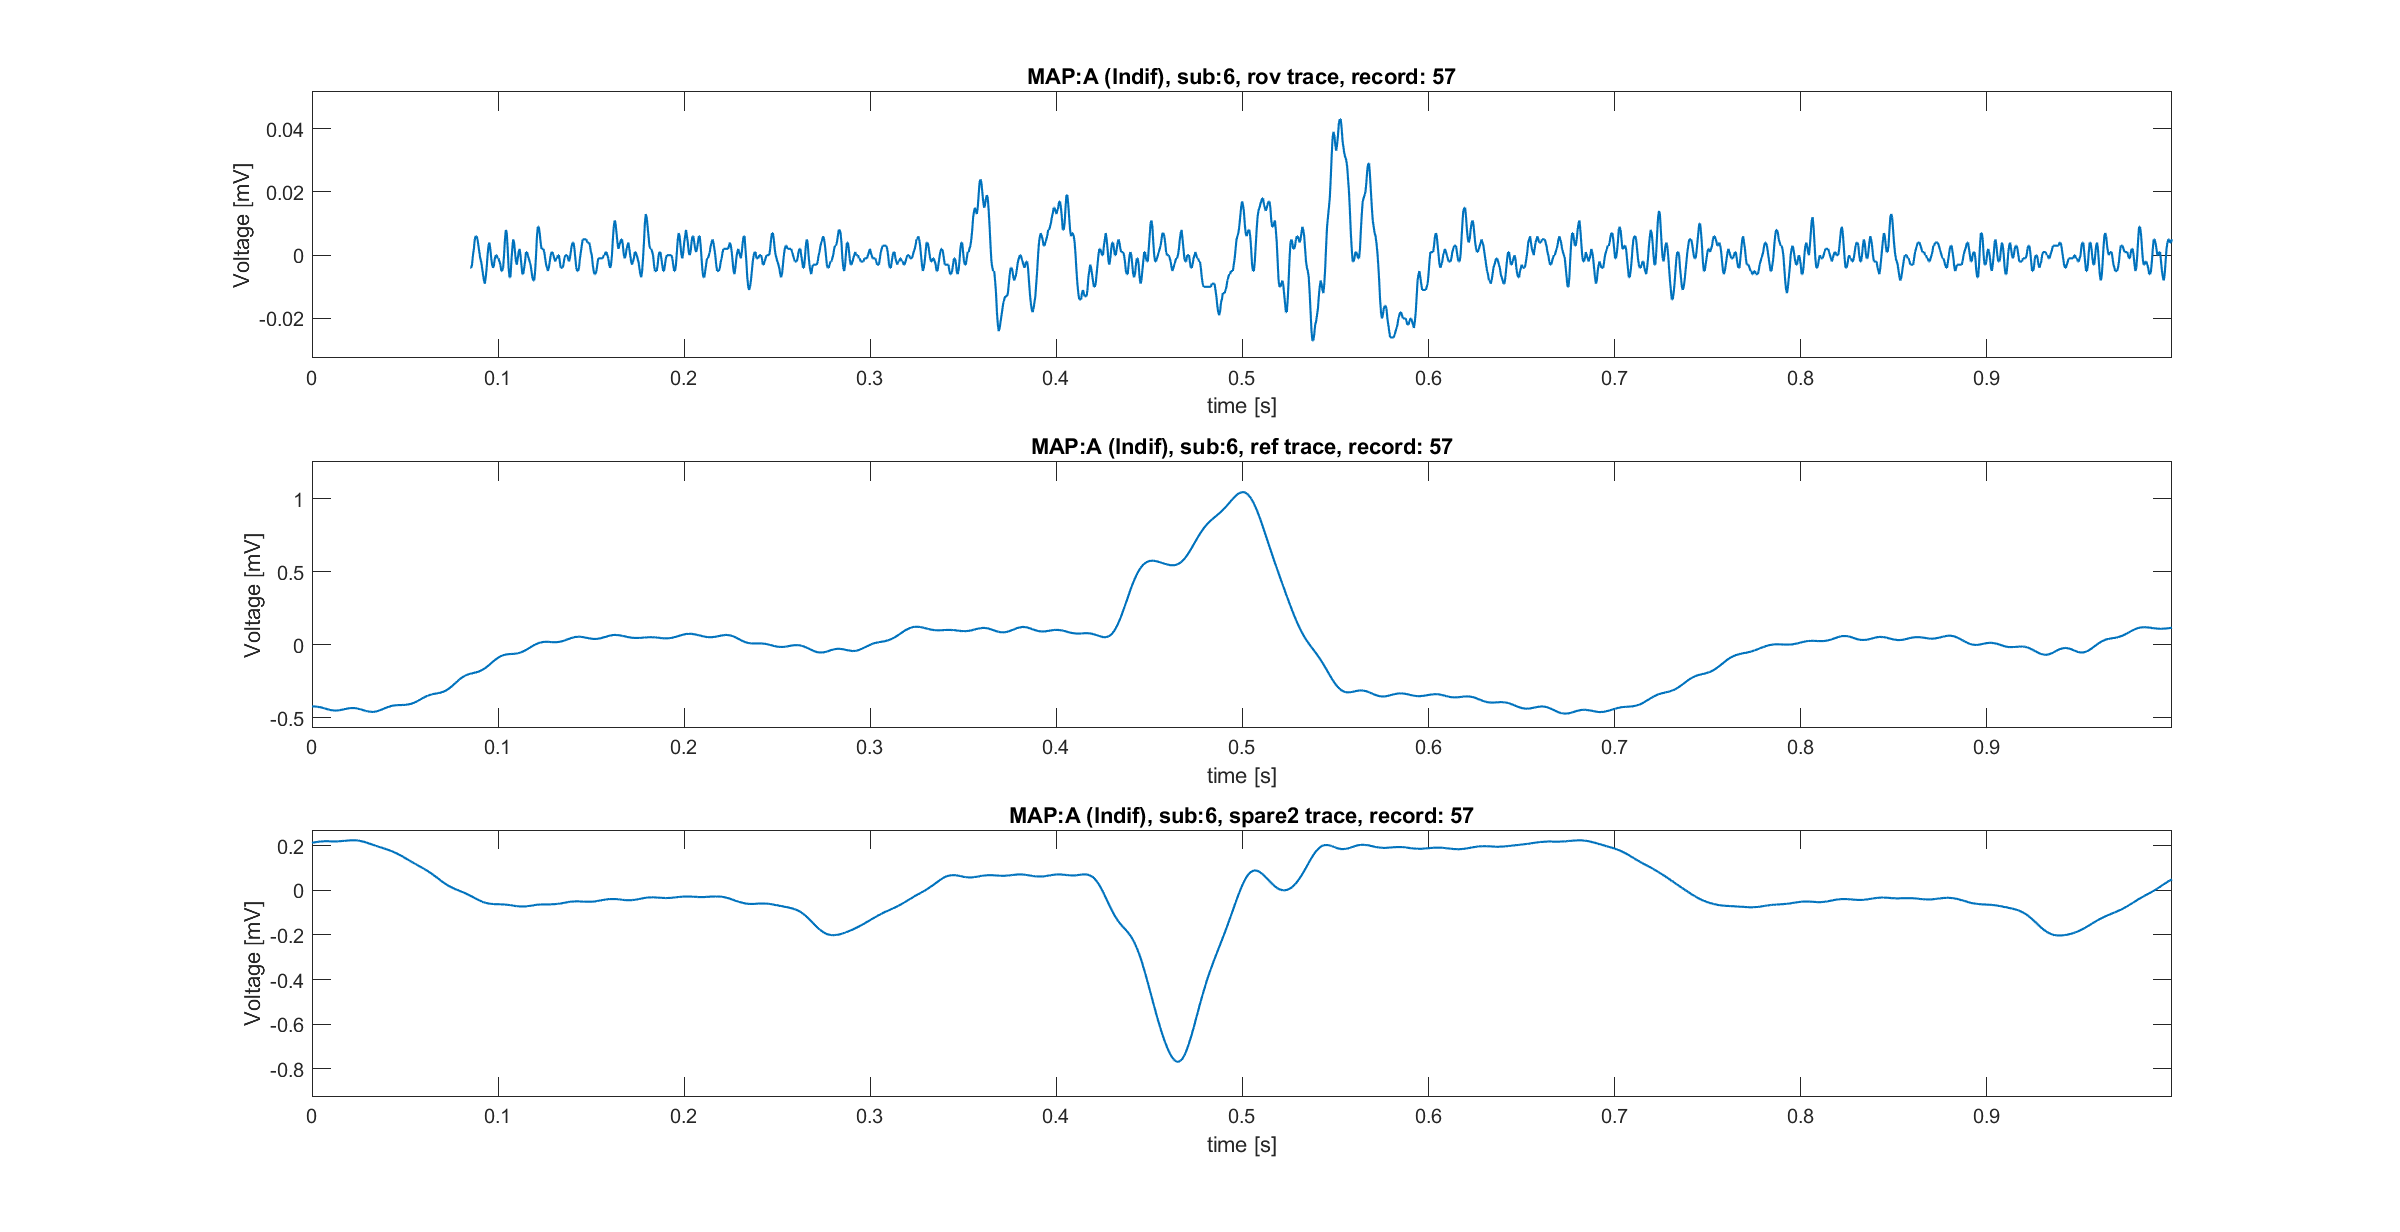 MAP:A (Indif), sub:6, rov trace, record: 57
Voltage [mV]
0.04
0.02
0
-0.02
0 0.1 0.2 0.3 0.4 0.5 0.6 0.7 0.8 0.9
time [s]
MAP:A (Indif), sub:6, ref trace, record: 57
Voltage [mV]
1
0.5
0
-0.5
0 0.1 0.2 0.3 0.4 0.5 0.6 0.7 0.8 0.9
time [s]
MAP:A (Indif), sub:6, spare2 trace, record: 57
Voltage [mV]
0.2
0
-0.2
-0.4
-0.6
-0.8
0 0.1 0.2 0.3 0.4 0.5 0.6 0.7 0.8 0.9
time [s]